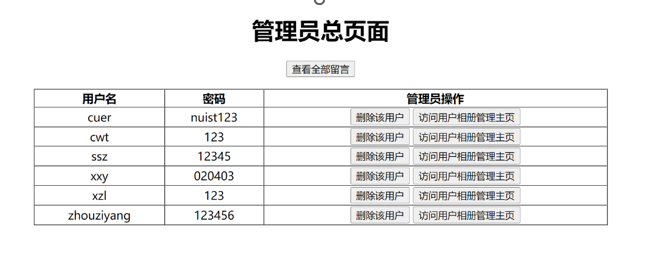 管理员总页面
查看全部留言
用户名 密码 管理员操作
cuer nuist123 删除该用户 访问用户相册管理主页
cwt 123 删除该用户 访问用户相册管理主页
ssz 12345 删除该用户 访问用户相册管理主页
xxy 020403 删除该用户 访问用户相册管理主页
xzl 123 删除该用户 访问用户相册管理主页
zhouziyang 123456 删除该用户 访问用户相册管理主页